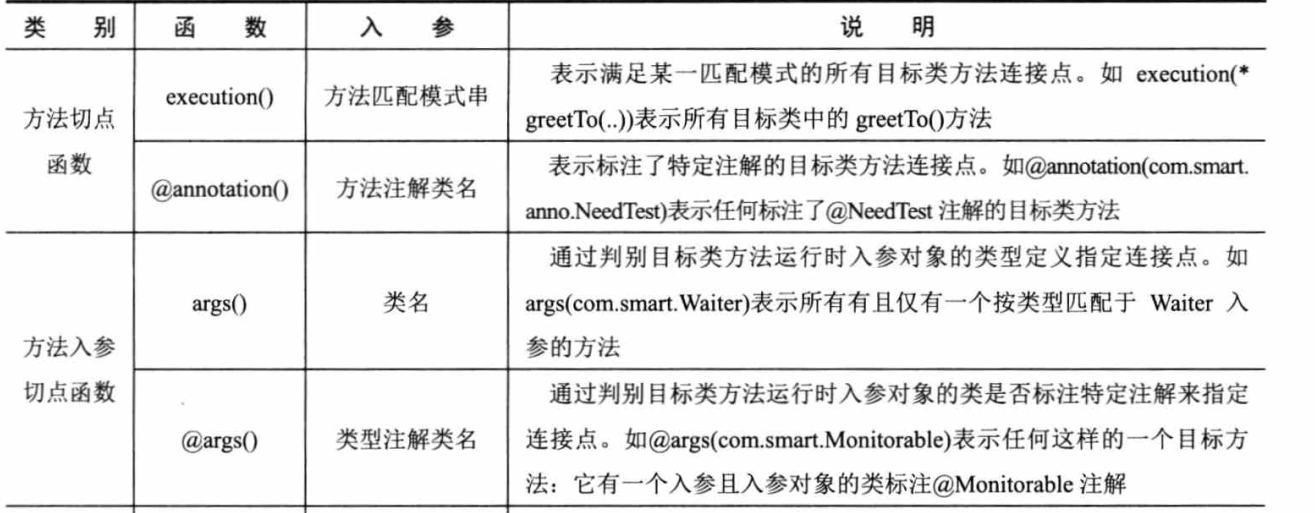 类 别 函 数 入 参 说 明
方法切点
函数
execution() 方法匹配模式串
表示满足某一匹配模式的所有目标类方法连接点。如 execution(*
greetTo(..))表示所有目标类中的 greetTo()方法
@annotation() 方法注解类名
表示标注了特定注解的目标类方法连接点。如@annotation(com.smart.
anno.NeedTest)表示任何标注了@NeedTest 注解的目标类方法
方法入参
切点函数
args() 类名
通过判别目标类方法运行时入参对象的类型定义指定连接点。如
args(com.smart.Waiter)表示所有有且仅有一个按类型匹配于 Waiter 入
参的方法
@args() 类型注解类名
通过判别目标类方法运行时入参对象的类是否标注特定注解来指定
连接点。如@args(com.smart.Monitorable)表示任何这样的一个目标方
法：它有一个入参且入参对象的类标注@Monitorable 注解